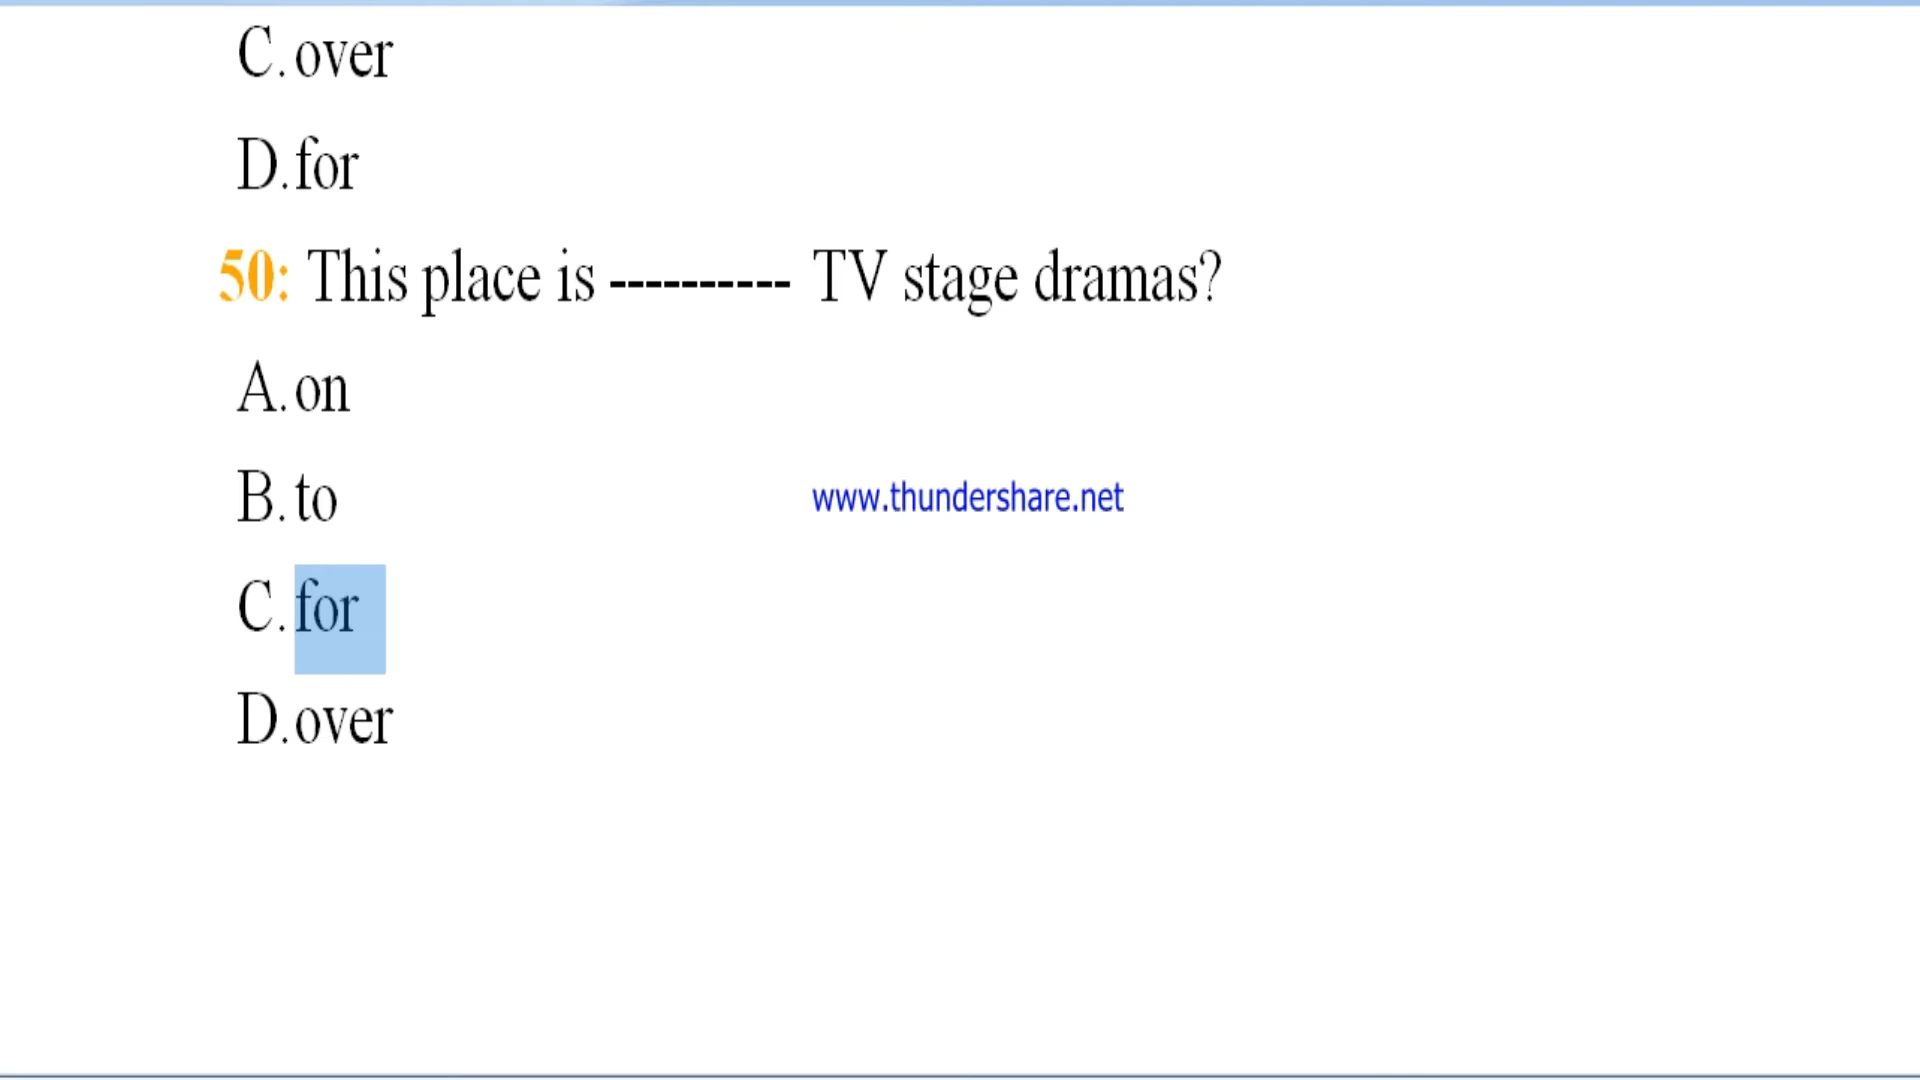 C. over
D. for
50: This place is ---------- TV stage dramas?
A. on
B. to
www.thundershare.net
C. for
D. over